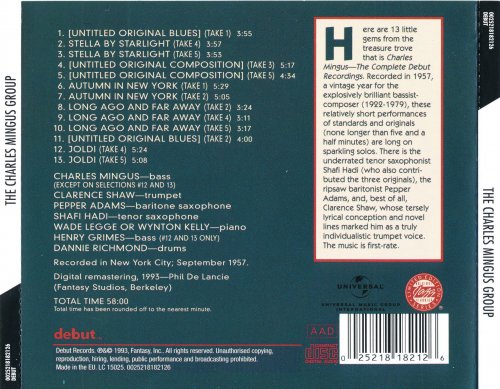 0025218182126
DEBUT
THE CHARLES MINGUS GROUP
1. [UNTITLED ORIGINAL BLUES] (TAKE 1) 3:55
2. STELLA BY STARLIGHT (TAKE 4) 3:57
3. STELLA BY STARLIGHT (TAKE 5) 3:53
4. [UNTITLED ORIGINAL COMPOSITION] (TAKE 3) 5:17
5. [UNTITLED ORIGINAL COMPOSITION] (TAKE 5) 4:34
6. AUTUMN IN NEW YORK (TAKE 1) 5:29
7. AUTUMN IN NEW YORK (TAKE 2) 5:05
8. LONG AGO AND FAR AWAY (TAKE 2) 3:24
9. LONG AGO AND FAR AWAY (TAKE 4) 3:11
10. LONG AGO AND FAR AWAY (TAKE 5) 3:17
11. [UNTITLED ORIGINAL BLUES] (TAKE 2) 4:00
12. JOLDI (TAKE 4) 5:21
13. JOLDI (TAKE 5) 5:08
CHARLES MINGUS—bass
(EXCEPT ON SELECTIONS #12 AND 13)
CLARENCE SHAW—trumpet
PEPPER ADAMS—baritone saxophone
SHAFI HADI—tenor saxophone
WADE LEGGE OR WYNTON KELLY—piano
HENRY GRIMES—bass (#12 AND 13 ONLY)
DANNIE RICHMOND—drums
Recorded in New York City; September 1957.
Digital remastering, 1993—Phil De Lancie
(Fantasy Studios, Berkeley)
TOTAL TIME 58:00
Total time has been rounded off to the nearest minute.
debut
Debut Records. ℗&© 1993, Fantasy, Inc. All rights reserved. Unauthorised copying,
reproduction, hiring, lending, public performance and broadcasting prohibited.
Made in the EU. LC 15025. 0025218182126
Here are 13 little
gems from the
treasure trove
that is Charles
Mingus—The Complete Debut
Recordings. Recorded in 1957,
a vintage year for the
explosively brilliant bassist-
composer (1922-1979), these
relatively short performances
of standards and originals
(none longer than five and a
half minutes) are long on
sparkling solos. There is the
underrated tenor saxophonist
Shafi Hadi (who also contri-
buted the three originals), the
ripsaw baritonist Pepper
Adams, and, best of all,
Clarence Shaw, whose tersely
lyrical conception and novel
lines marked him as a truly
individualistic trumpet voice.
The music is first-rate.
UNIVERSAL
UNIVERSAL MUSIC GROUP
INTERNATIONAL
LIMITED EDITION
AAD
COMPACT
disc
DIGITAL AUDIO
0 25218 18212 6
THE CHARLES MINGUS GROUP
0025218182126
DEBUT